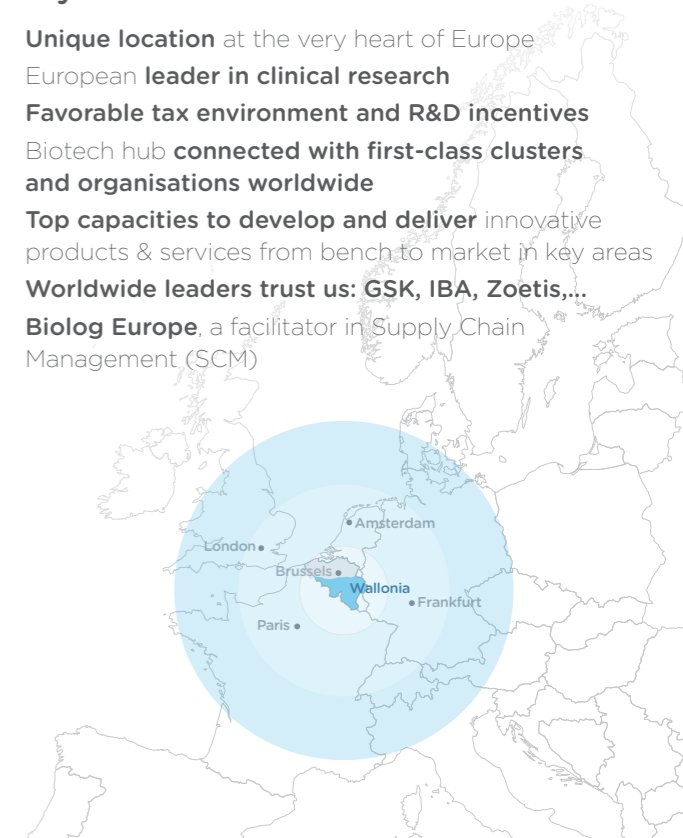 Unique location at the very heart of Europe
European leader in clinical research
Favorable tax environment and R&D incentives
Biotech hub connected with first-class clusters
and organisations worldwide
Top capacities to develop and deliver innovative
products & services from bench to market in key areas
Worldwide leaders trust us: GSK, IBA, Zoetis,...
Biolog Europe, a facilitator in Supply Chain
Management (SCM)
Amsterdam
London
Brussels
Wallonia
Frankfurt
Paris